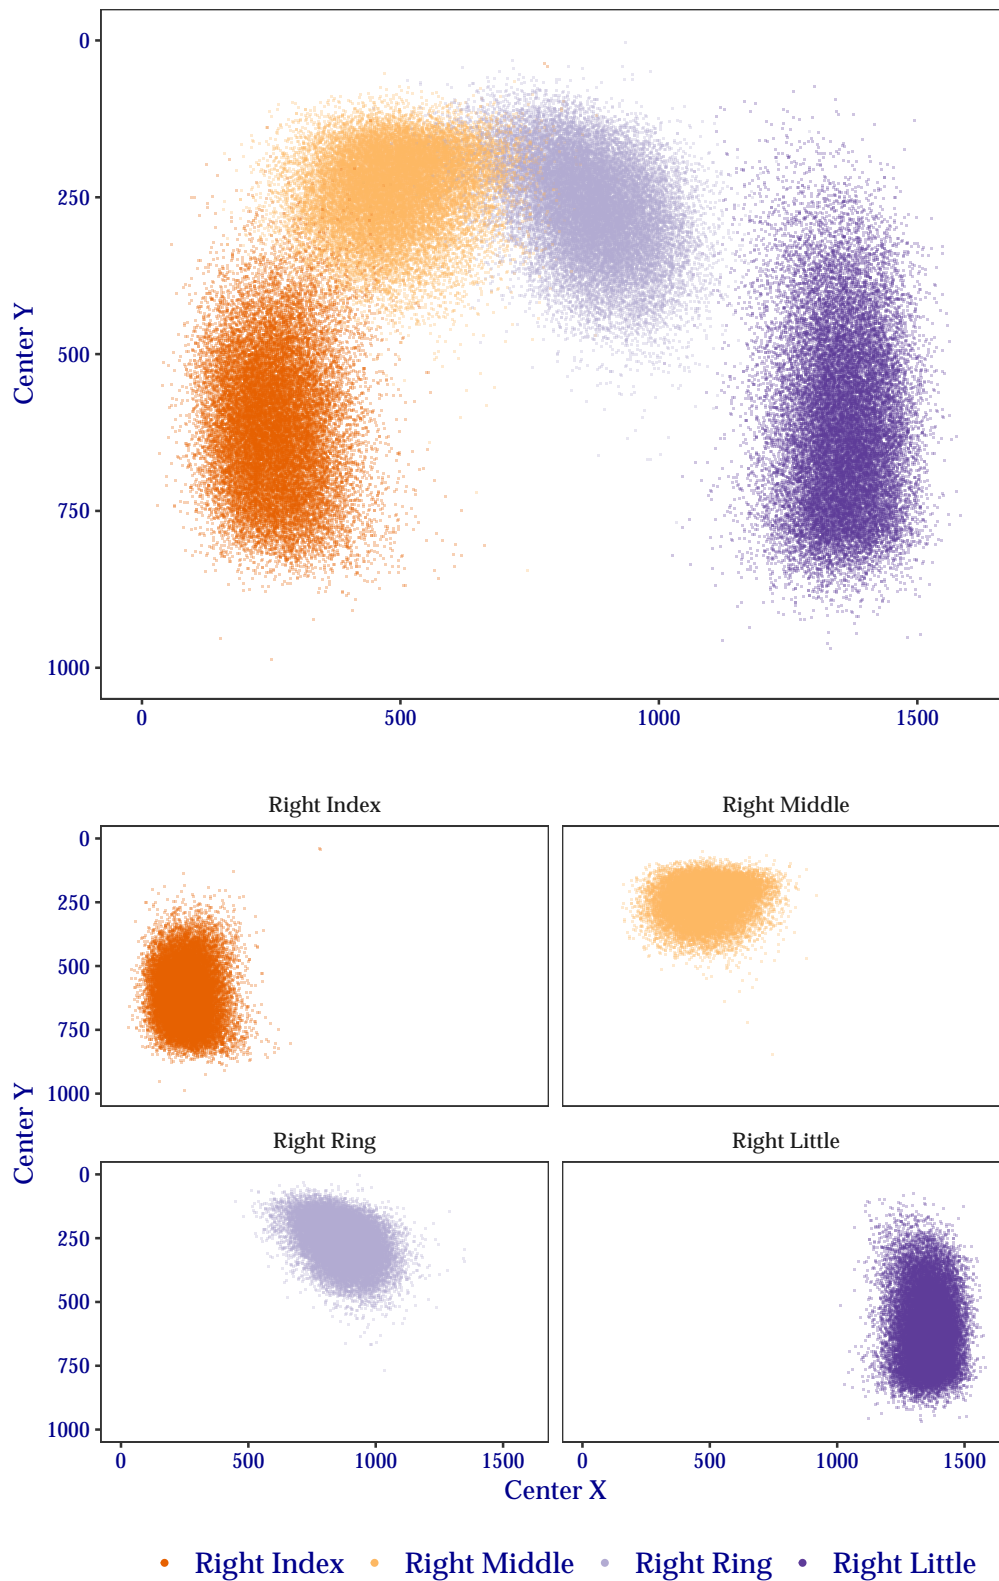 0
250
500
750
1000
Center Y
0 500 1000 1500
Right Index Right Middle
0
250
500
750
1000
Right Ring Right Little
0
250
500
750
1000
Center Y
0 500 1000 1500 0 500 1000 1500
Center X
Right Index Right Middle Right Ring Right Little